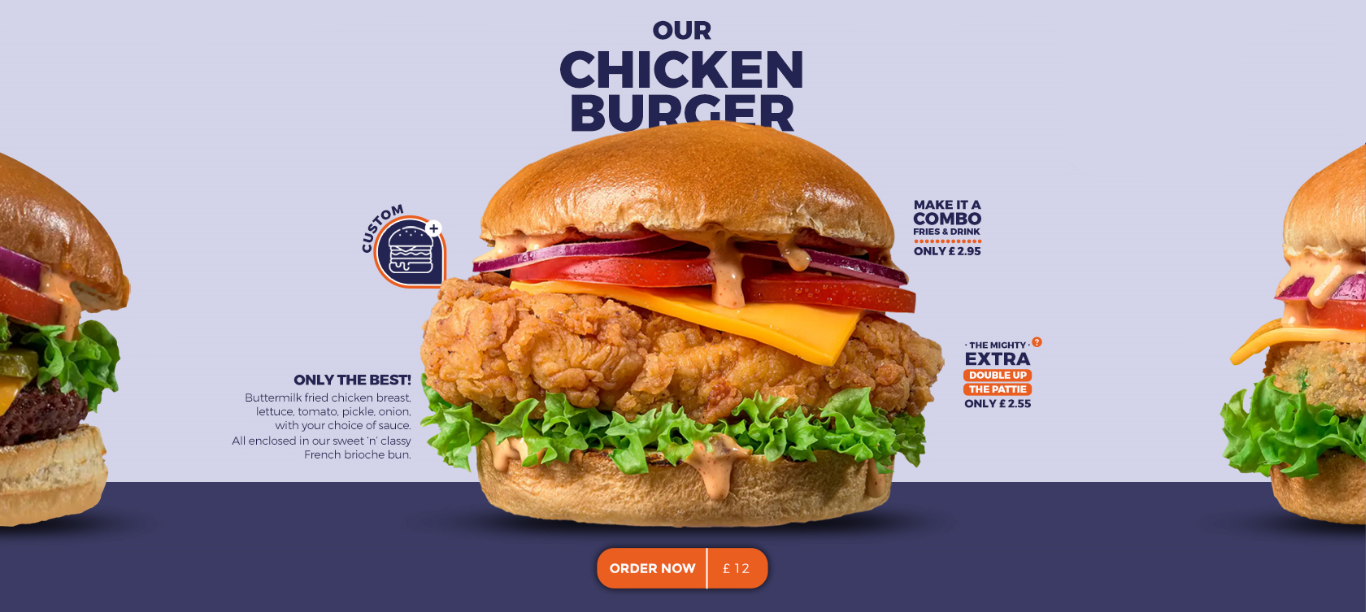 OUR
CHICKEN
BURGER
CUSTOM
+
MAKE IT A
COMBO
FRIES & DRINK
ONLY £ 2.95
· THE MIGHTY · ?
EXTRA
DOUBLE UP
THE PATTIE
ONLY £ 2.55
ONLY THE BEST!
Buttermilk fried chicken breast,
lettuce, tomato, pickle, onion,
with your choice of sauce.
All enclosed in our sweet 'n' classy
French brioche bun.
ORDER NOW £ 12